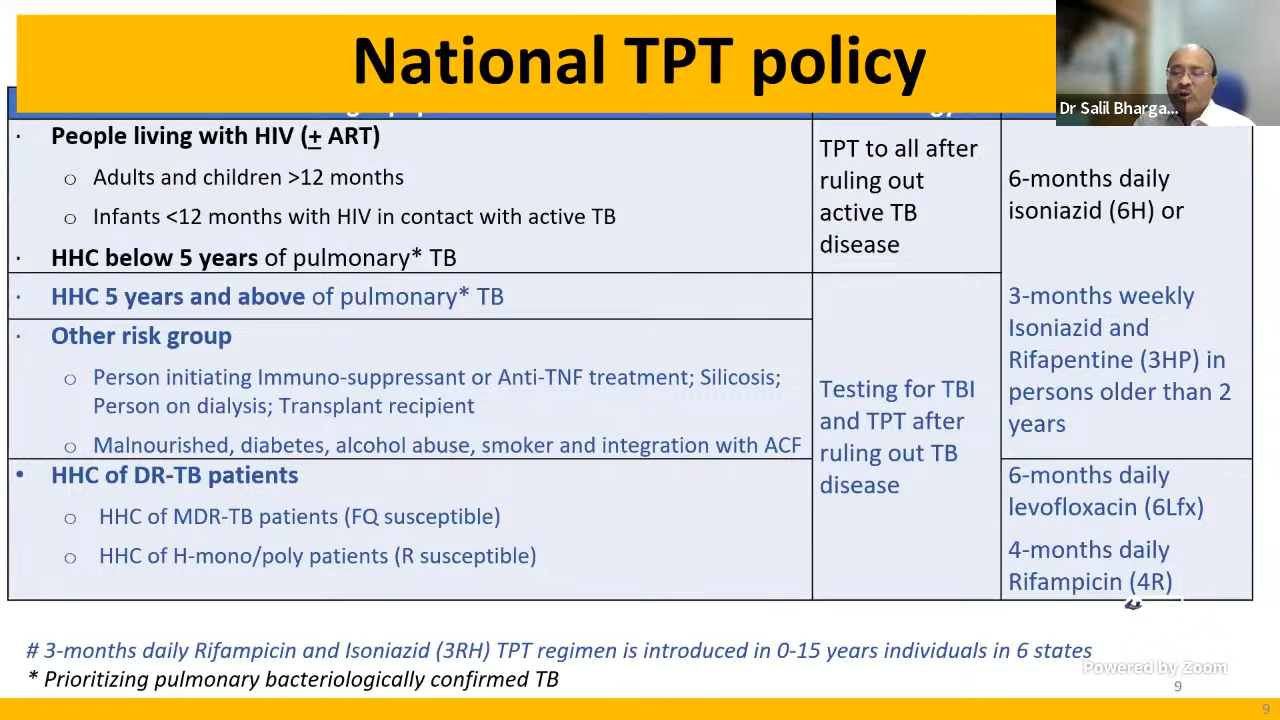 National TPT policy
Dr Salil Bharga...
· People living with HIV (+ ART)
o Adults and children >12 months
o Infants <12 months with HIV in contact with active TB
· HHC below 5 years of pulmonary* TB
TPT to all after
ruling out
active TB
disease
6-months daily
isoniazid (6H) or
· HHC 5 years and above of pulmonary* TB
· Other risk group
o Person initiating Immuno-suppressant or Anti-TNF treatment; Silicosis;
Person on dialysis; Transplant recipient
o Malnourished, diabetes, alcohol abuse, smoker and integration with ACF
Testing for TBI
and TPT after
ruling out TB
disease
3-months weekly
Isoniazid and
Rifapentine (3HP) in
persons older than 2
years
• HHC of DR-TB patients
o HHC of MDR-TB patients (FQ susceptible)
o HHC of H-mono/poly patients (R susceptible)
6-months daily
levofloxacin (6Lfx)
4-months daily
Rifampicin (4R)
# 3-months daily Rifampicin and Isoniazid (3RH) TPT regimen is introduced in 0-15 years individuals in 6 states
* Prioritizing pulmonary bacteriologically confirmed TB
Powered by Zoom
9
9